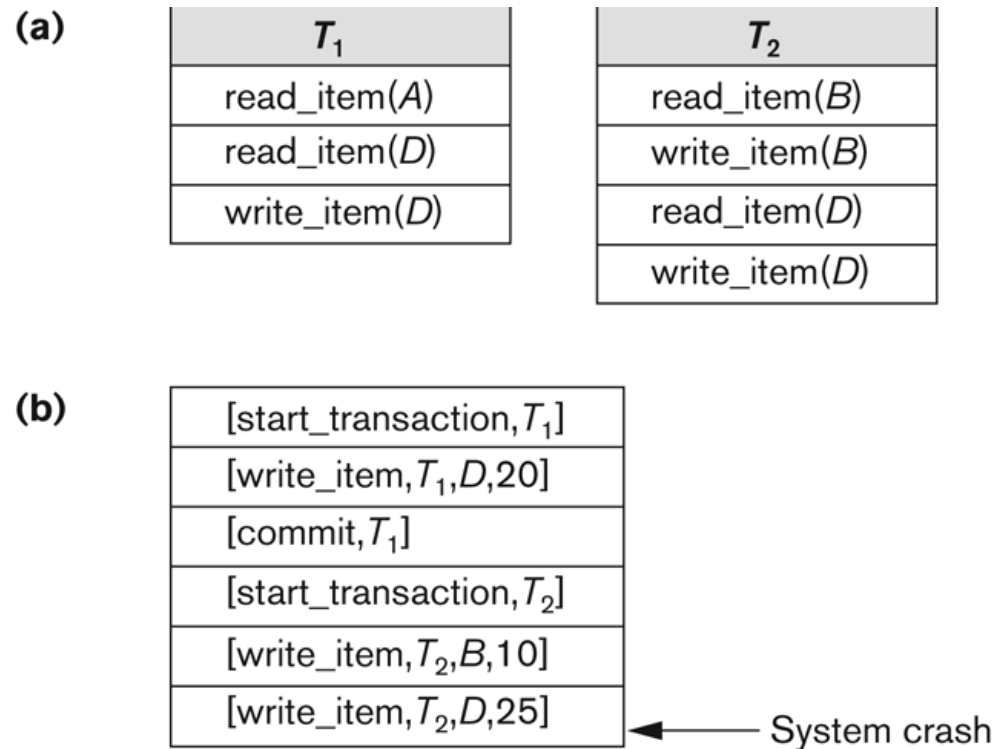 (a)
T₁
read_item(A)
read_item(D)
write_item(D)
T₂
read_item(B)
write_item(B)
read_item(D)
write_item(D)
(b)
[start_transaction,T₁]
[write_item,T₁,D,20]
[commit,T₁]
[start_transaction,T₂]
[write_item,T₂,B,10]
[write_item,T₂,D,25]
System crash